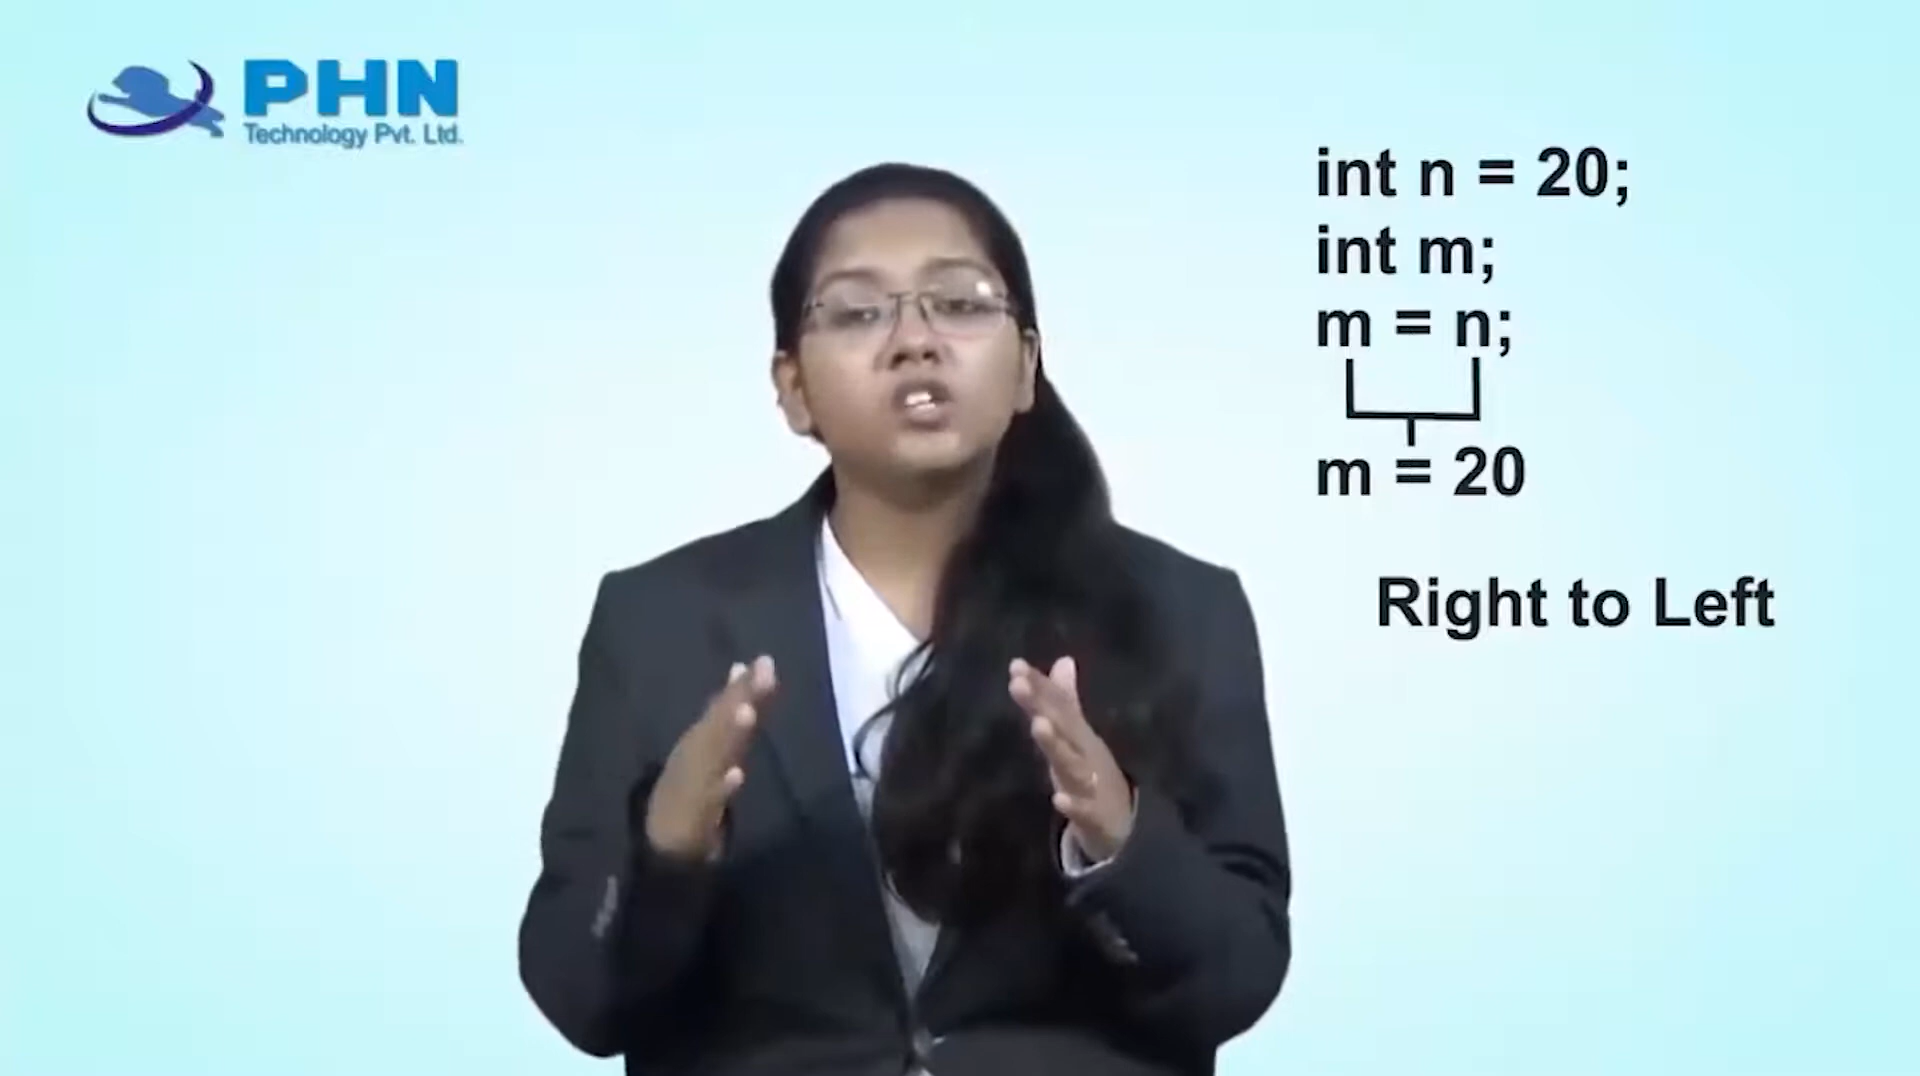 PHN
Technology Pvt. Ltd.
int n = 20;
int m;
m = n;
m = 20
Right to Left